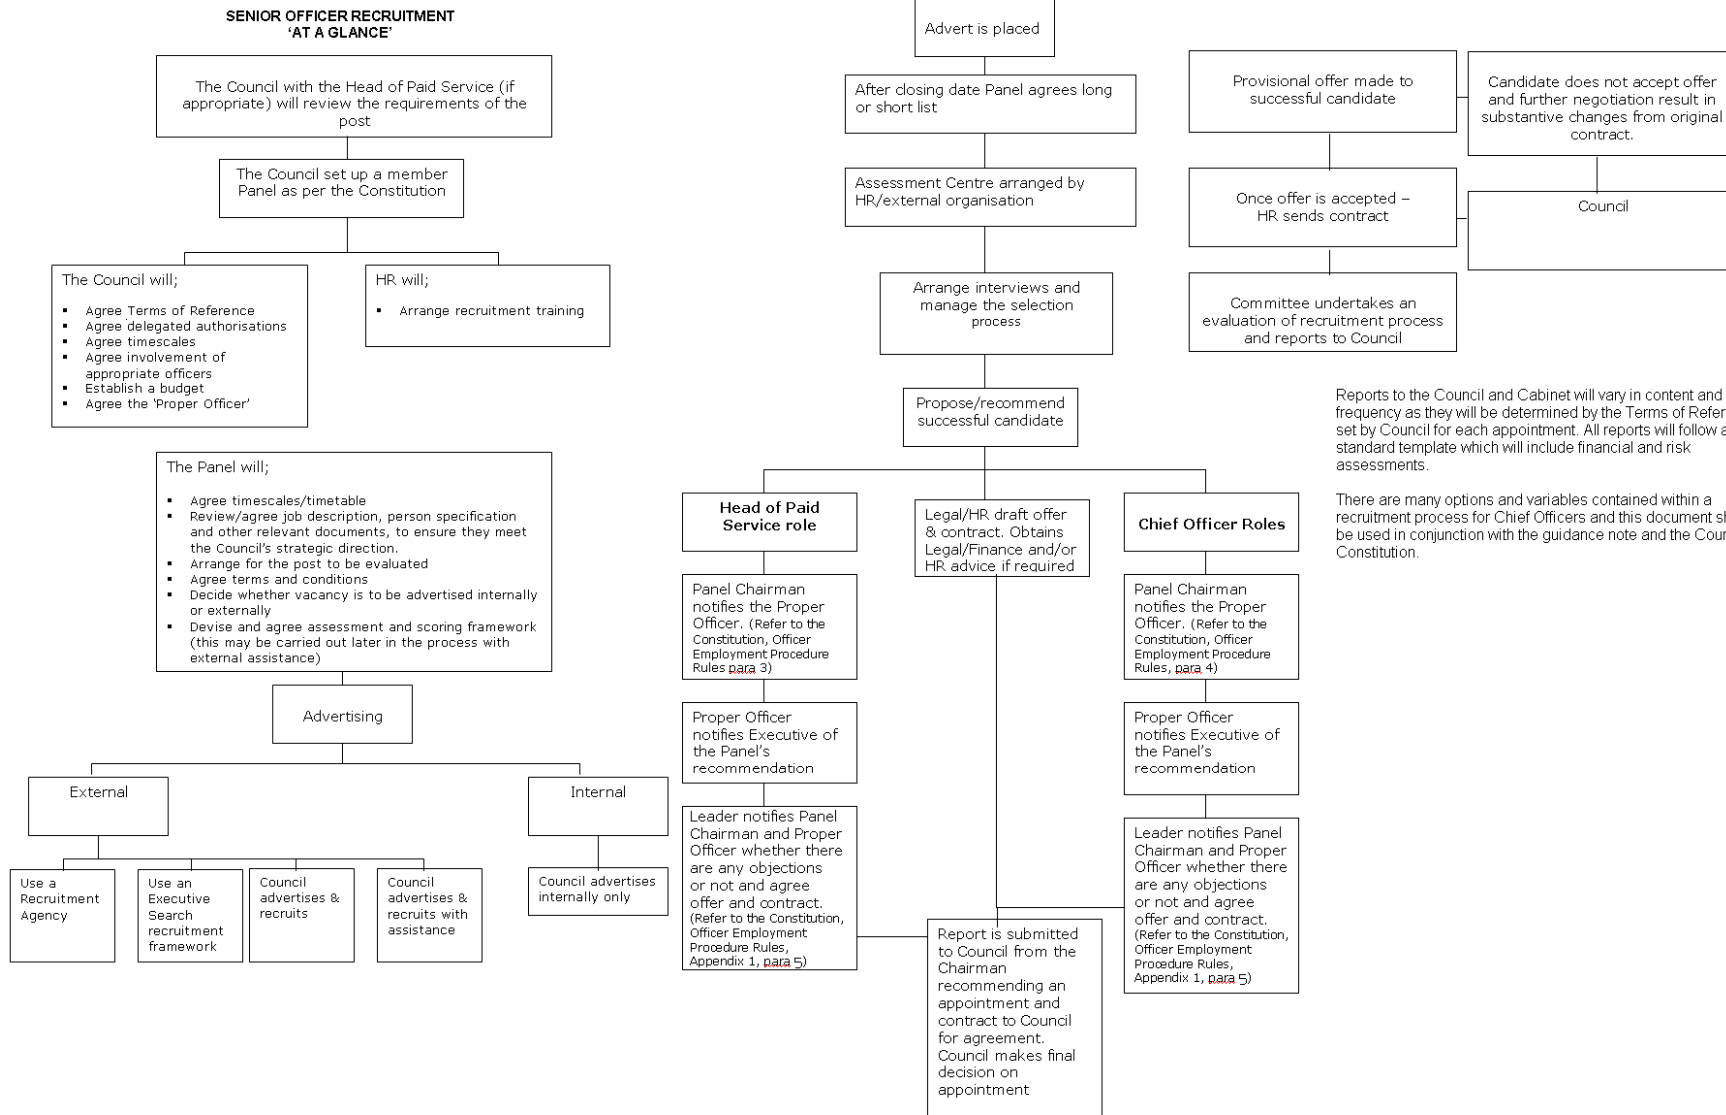 SENIOR OFFICER RECRUITMENT
‘AT A GLANCE’
The Council with the Head of Paid Service (if
appropriate) will review the requirements of the
post
The Council set up a member
Panel as per the Constitution
The Council will;
▪ Agree Terms of Reference
▪ Agree delegated authorisations
▪ Agree timescales
▪ Agree involvement of
appropriate officers
▪ Establish a budget
▪ Agree the ‘Proper Officer’
HR will;
▪ Arrange recruitment training
The Panel will;
▪ Agree timescales/timetable
▪ Review/agree job description, person specification
and other relevant documents, to ensure they meet
the Council’s strategic direction.
▪ Arrange for the post to be evaluated
▪ Agree terms and conditions
▪ Decide whether vacancy is to be advertised internally
or externally
▪ Devise and agree assessment and scoring framework
(this may be carried out later in the process with
external assistance)
Advertising
External
Internal
Use a
Recruitment
Agency
Use an
Executive
Search
recruitment
framework
Council
advertises &
recruits
Council
advertises &
recruits with
assistance
Council advertises
internally only
Advert is placed
After closing date Panel agrees long
or short list
Assessment Centre arranged by
HR/external organisation
Arrange interviews and
manage the selection
process
Propose/recommend
successful candidate
Head of Paid
Service role
Panel Chairman
notifies the Proper
Officer. (Refer to the
Constitution, Officer
Employment Procedure
Rules para 3)
Proper Officer
notifies Executive of
the Panel’s
recommendation
Leader notifies Panel
Chairman and Proper
Officer whether there
are any objections
or not and agree
offer and contract.
(Refer to the Constitution,
Officer Employment
Procedure Rules,
Appendix 1, para 5)
Legal/HR draft offer
& contract. Obtains
Legal/Finance and/or
HR advice if required
Chief Officer Roles
Panel Chairman
notifies the Proper
Officer. (Refer to the
Constitution, Officer
Employment Procedure
Rules, para 4)
Proper Officer
notifies Executive of
the Panel’s
recommendation
Leader notifies Panel
Chairman and Proper
Officer whether there
are any objections
or not and agree
offer and contract.
(Refer to the Constitution,
Officer Employment
Procedure Rules,
Appendix 1, para 5)
Report is submitted
to Council from the
Chairman
recommending an
appointment and
contract to Council
for agreement.
Council makes final
decision on
appointment
Provisional offer made to
successful candidate
Once offer is accepted –
HR sends contract
Committee undertakes an
evaluation of recruitment process
and reports to Council
Candidate does not accept offer
and further negotiation result in
substantive changes from original
contract.
Council
Reports to the Council and Cabinet will vary in content and
frequency as they will be determined by the Terms of Refer
set by Council for each appointment. All reports will follow a
standard template which will include financial and risk
assessments.
There are many options and variables contained within a
recruitment process for Chief Officers and this document sh
be used in conjunction with the guidance note and the Cour
Constitution.